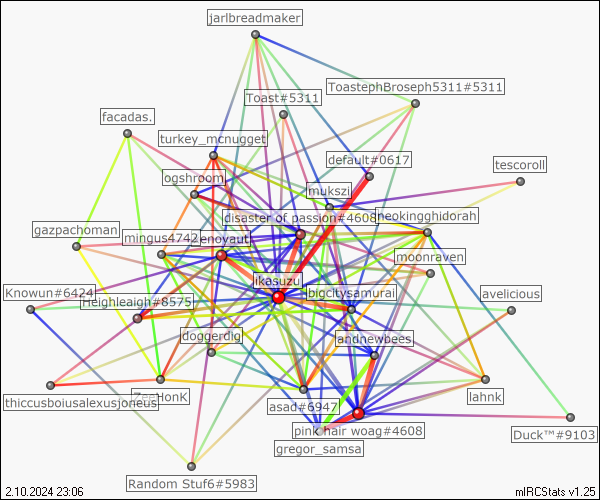 jarlbreadmaker
ToastephBroseph5311#5311
Toast#5311
facadas.
turkey_mcnugget
default#0617
tescoroll
ogshroom
mukszi
disaster of passion#4608
neokingghidorah
gazpachoman
mingus4742
enoyauti
moonraven
Knowun#6424
Heighleaigh#8575
ikasuzu
bigcitysamurai
avelicious
doggerdig
andnewbees
thiccusboiusalexusjoneus
ZeeHonk
asad#6947
lahnk
pink hair woag#4608
Duck™#9103
gregor_samsa
Random Stuf6#5983
2.10.2024 23:06
mIRCStats v1.25